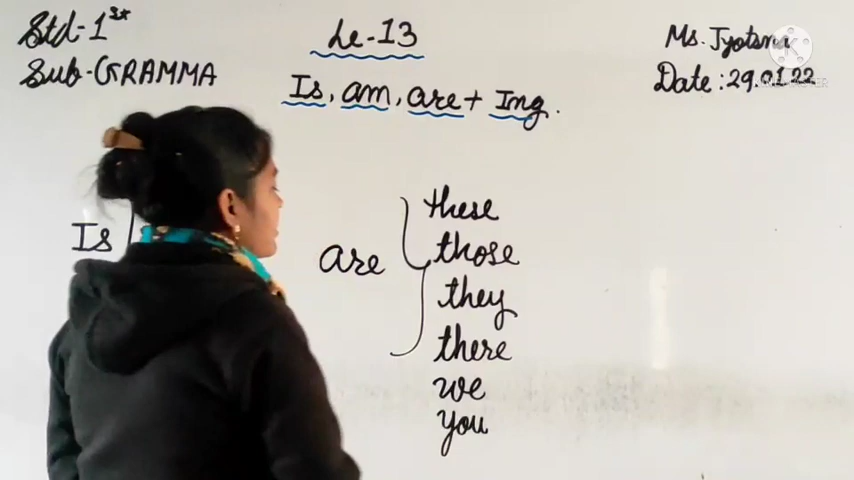 Std-1st
Sub-GRAMMA
Le-13
Is, am, are + Ing.
Ms. Jyotsna
Date : 29.01.22
Is
are
these
those
they
there
we
you